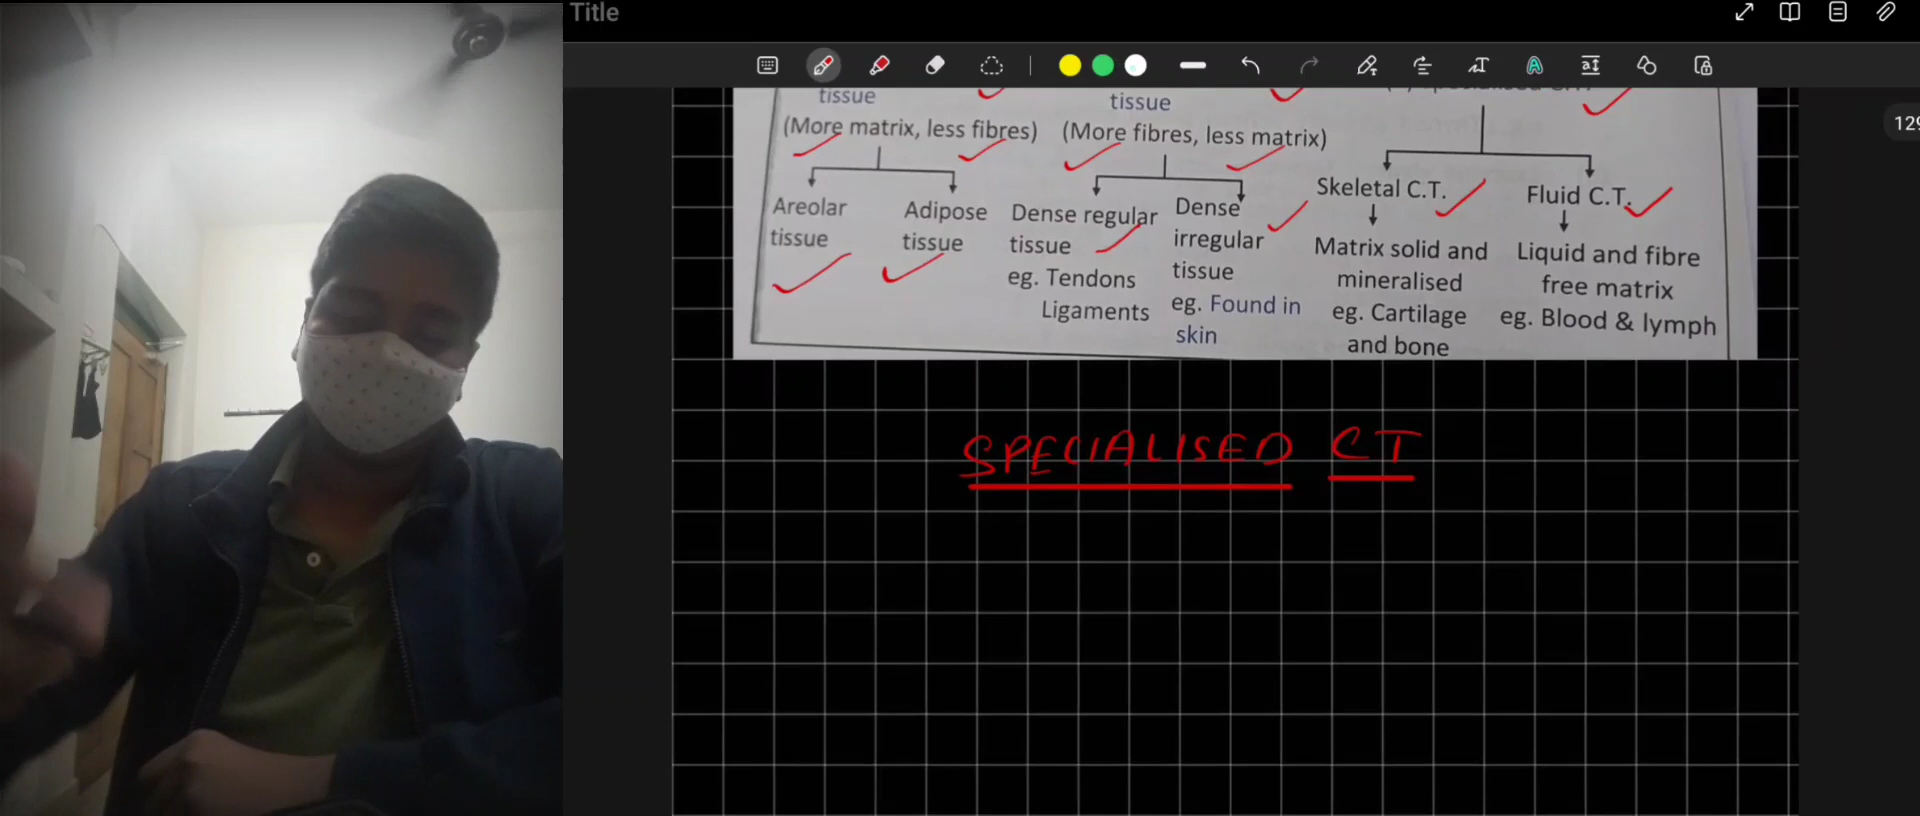 Title
129
tissue
(More matrix, less fibres)
Areolar
tissue
Adipose
tissue
tissue
(More fibres, less matrix)
Dense regular
tissue
eg. Tendons
Ligaments
Dense
irregular
tissue
eg. Found in
skin
Skeletal C.T.
Matrix solid and
mineralised
eg. Cartilage
and bone
Fluid C.T.
Liquid and fibre
free matrix
eg. Blood & lymph
SPECIALISED CT